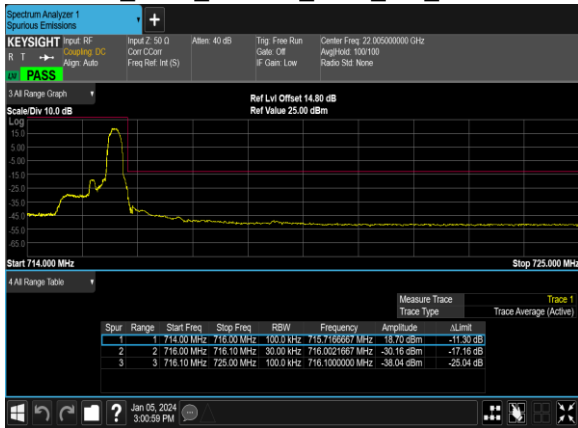 Spectrum Analyzer 1
Spurious Emissions
+
KEYSIGHT Input: RF Input Z: 50 Ω Atten: 40 dB Trig: Free Run Center Freq: 22.005000000 GHz
R T Coupling: DC Corr CCorr Gate: Off Avg|Hold: 100/100
Align: Auto Freq Ref: Int (S) IF Gain: Low Radio Std: None
PASS
3 All Range Graph
Ref Lvl Offset 14.80 dB
Scale/Div 10.0 dB Ref Value 25.00 dBm
Log
15.0
5.00
-5.00
-15.0
-25.0
-35.0
-45.0
-55.0
-65.0
Start 714.000 MHz Stop 725.000 MHz
4 All Range Table
Measure Trace Trace 1
Trace Type Trace Average (Active)
Spur Range Start Freq Stop Freq RBW Frequency Amplitude ΔLimit
1 1 714.00 MHz 716.00 MHz 100.0 kHz 715.7166667 MHz 18.70 dBm -11.30 dB
2 2 716.00 MHz 716.10 MHz 30.00 kHz 716.0021667 MHz -30.16 dBm -17.16 dB
3 3 716.10 MHz 725.00 MHz 100.0 kHz 716.1000000 MHz -38.04 dBm -25.04 dB
? Jan 05, 2024
3:00:59 PM